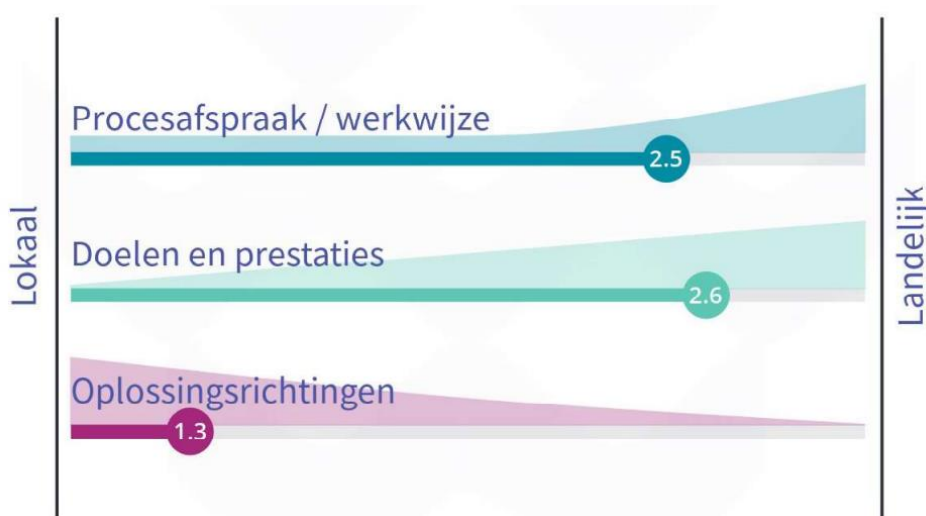 Lokaal
Procesafspraak / werkwijze
2.5
Doelen en prestaties
2.6
Oplossingsrichtingen
1.3
Landelijk